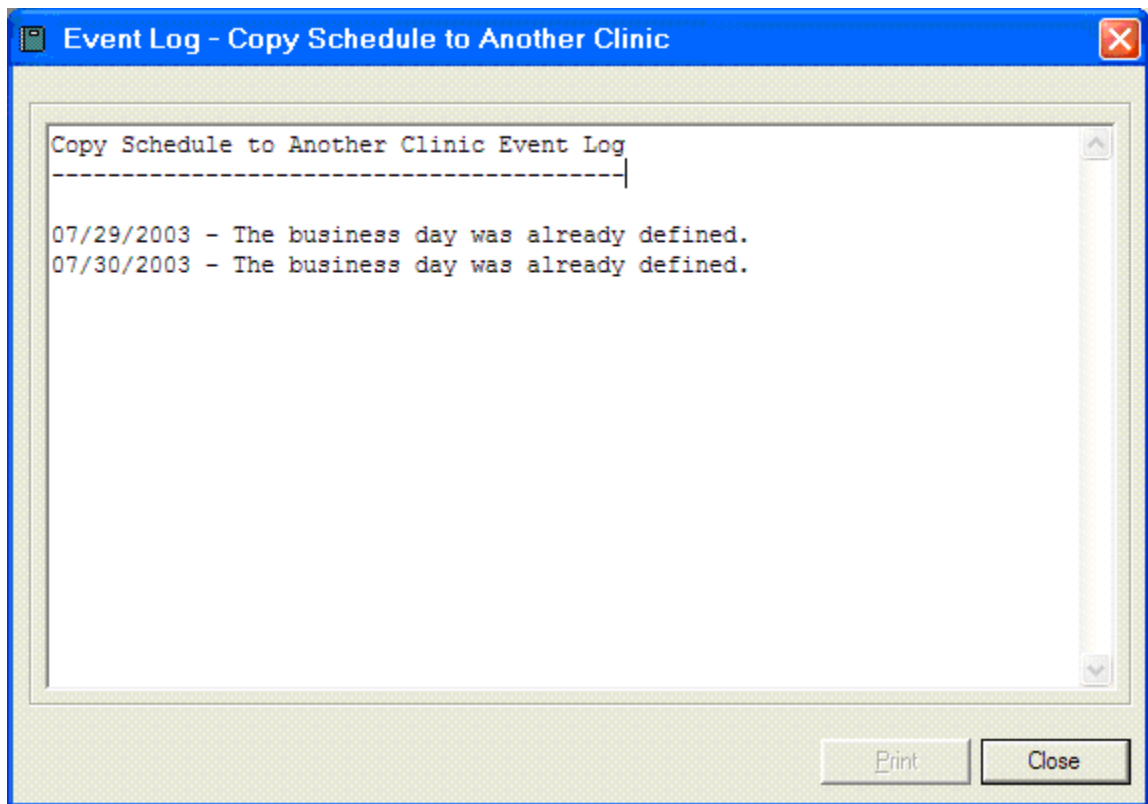 Event Log - Copy Schedule to Another Clinic
Copy Schedule to Another Clinic Event Log
-----------------------------------------
07/29/2003 - The business day was already defined.
07/30/2003 - The business day was already defined.
Print
Close